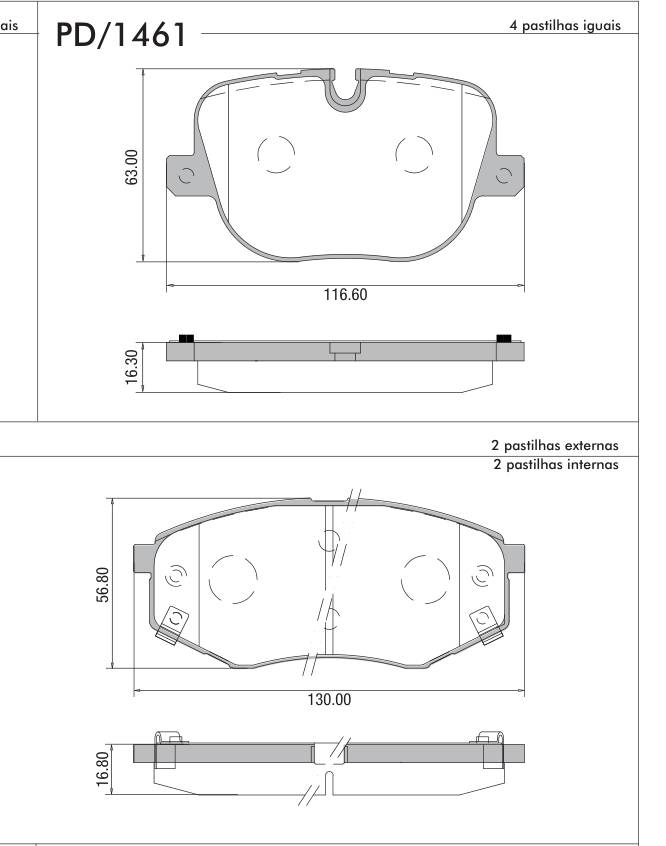 ais
PD/1461
4 pastilhas iguais
63.00
116.60
16.30
2 pastilhas externas
2 pastilhas internas
56.80
130.00
16.80